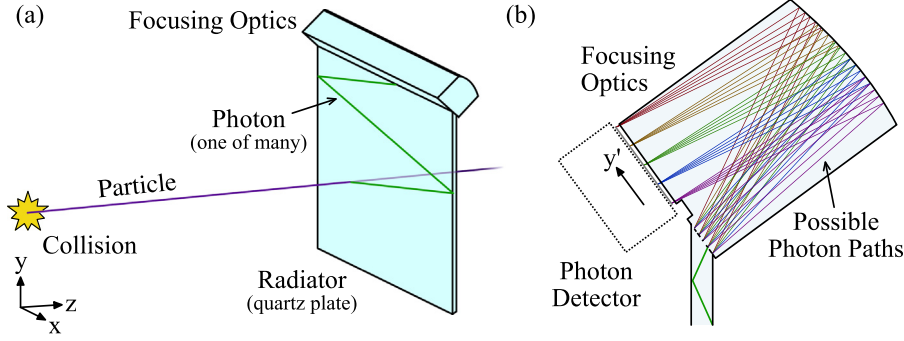 (a)
Focusing Optics
Photon
(one of many)
Particle
Collision
Radiator
(quartz plate)
y
z
x
(b)
Focusing
Optics
y'
Possible
Photon Paths
Photon
Detector